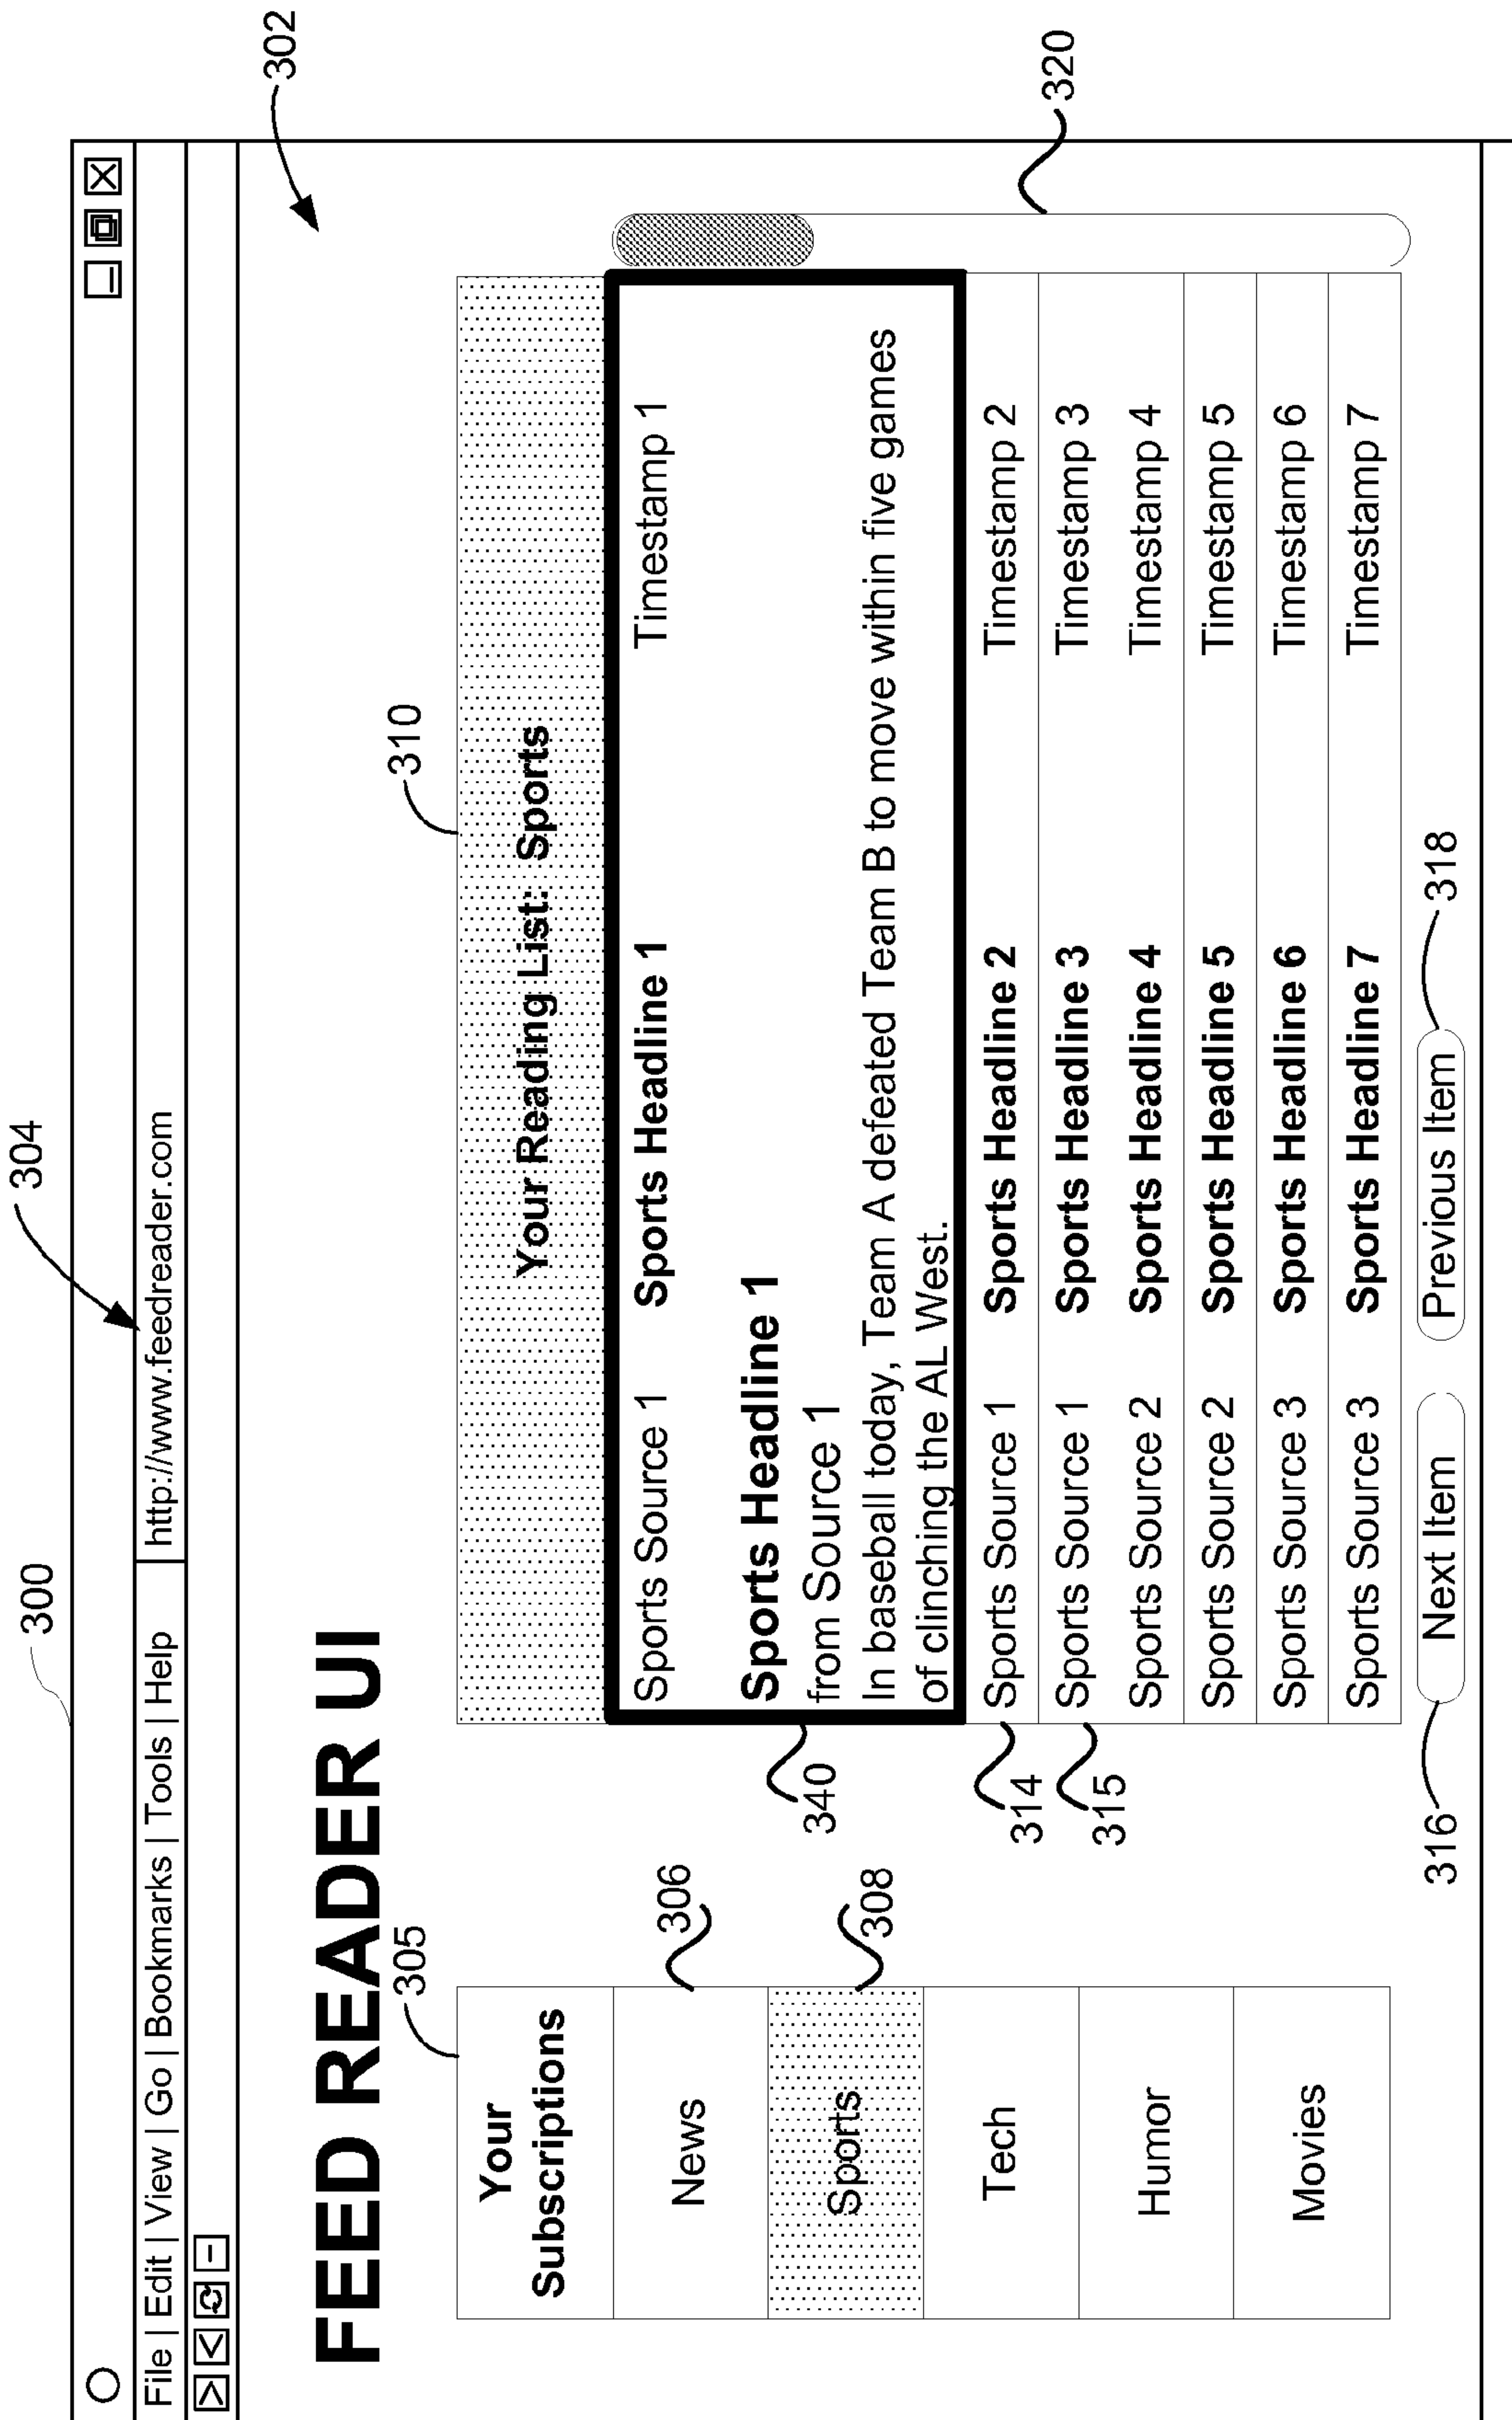 300
304
302
File | Edit | View | Go | Bookmarks | Tools | Help
http://www.feedreader.com
FEED READER UI
305
310
Your
Subscriptions
News
306
Sports
308
Tech
Humor
Movies
Your Reading List: Sports
Sports Source 1 Sports Headline 1 Timestamp 1
Sports Headline 1
from Source 1
In baseball today, Team A defeated Team B to move within five games
of clinching the AL West.
340
Sports Source 1 Sports Headline 2 Timestamp 2
314
Sports Source 1 Sports Headline 3 Timestamp 3
315
Sports Source 2 Sports Headline 4 Timestamp 4
Sports Source 2 Sports Headline 5 Timestamp 5
Sports Source 3 Sports Headline 6 Timestamp 6
Sports Source 3 Sports Headline 7 Timestamp 7
320
316
Next Item
Previous Item
318